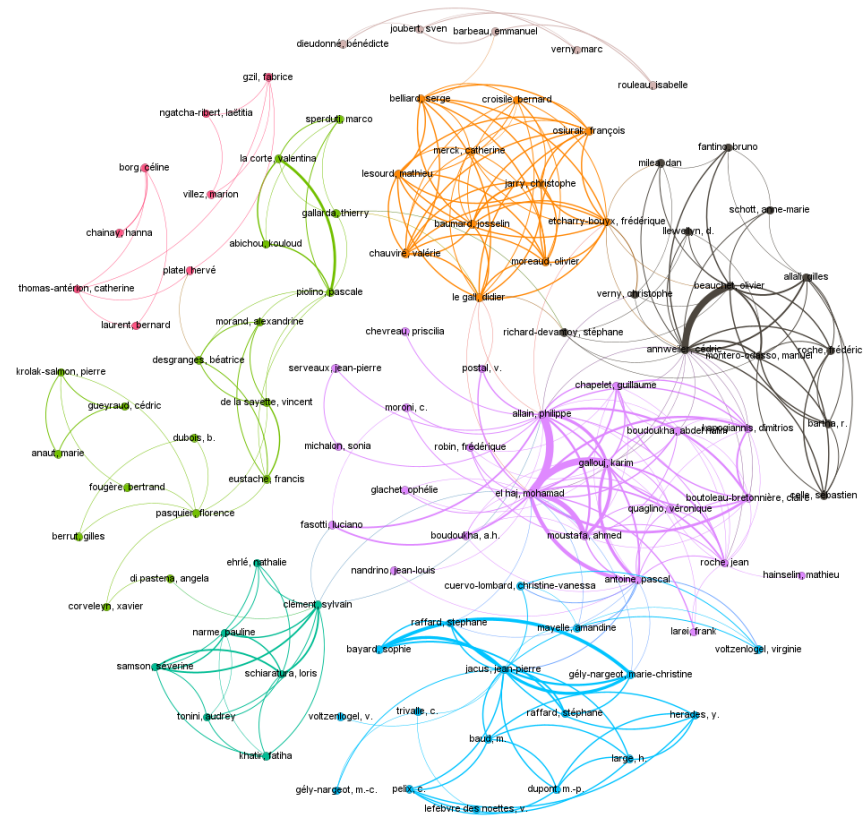 joubert, sven
barbeau, emmanuel
dieudonné, bénédicte
verny, marc
gzil, fabrice
rouleau, isabelle
belliard, serge
croisile, bernard
ngatcha-ribert, laëtitia
sperduti, marco
osiurak, françois
fantino, bruno
merck, catherine
la corte, valentina
milea, dan
borg, céline
lesourd, mathieu
jarry, christophe
villez, marion
gallarda, thierry
schott, anne-marie
baumard, josselin
etcharry-bouyx, frédérique
chainay, hanna
llewelyn, d.
abichou, kouloud
chauviré, valérie
moreaud, olivier
platel, hervé
allali, gilles
thomas-antérion, catherine
piolino, pascale
beauchet, olivier
le gall, didier
verny, christophe
laurent, bernard
morand, alexandrine
chevreau, priscilia
richard-devantoy, stéphane
annweiler, cédric
roche, frédéric
montero-odasso, manuel
desgranges, béatrice
serveaux, jean-pierre
postal, v.
krolak-salmon, pierre
chapelet, guillaume
gueyraud, cédric
de la sayette, vincent
moroni, c.
allain, philippe
bartha, r.
boudoukha, abdel halim
dubois, b.
michalon, sonia
robin, frédérique
anaut, marie
gallouj, karim
eustache, francis
fougère, bertrand
glachet, ophélie
el haj, mohamad
celle, sébastien
boutoleau-bretonnière, claire
quaglino, véronique
pasquier, florence
fasotti, luciano
berrut, gilles
boudoukha, a.h.
moustafa, ahmed
ehrlé, nathalie
roche, jean
nandrino, jean-louis
hainselin, mathieu
di pastena, angela
antoine, pascal
cuervo-lombard, christine-vanessa
corveleyn, xavier
clément, sylvain
raffard, stephane
mayelle, amandine
larøi, frank
narme, pauline
bayard, sophie
voltzenlogel, virginie
samson, séverine
schiaratura, loris
jacus, jean-pierre
gély-nargeot, marie-christine
tonini, audrey
voltzenlogel, v.
trivalle, c.
raffard, stéphane
herades, y.
baud, m.
khatir, fatiha
large, h.
gély-nargeot, m.-c.
pelix, c.
dupont, m.-p.
lefebvre des noettes, v.